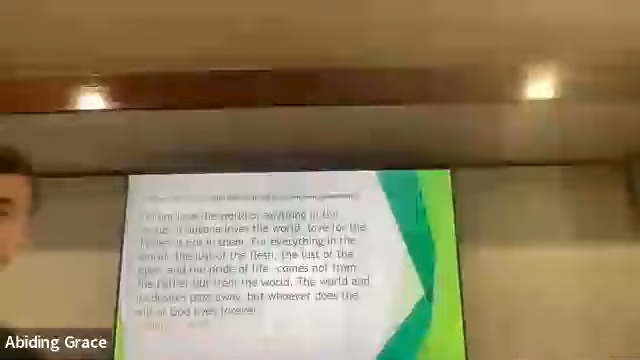 not love the world or anything in the
If anyone loves the world, love for the
Father is not in them. For everything in the
world the lust of the flesh, the lust of the
eyes, and the pride of life comes not from
the Father but from the world. The world and
its desires pass away, but whoever does the
will of God lives forever.
Abiding Grace